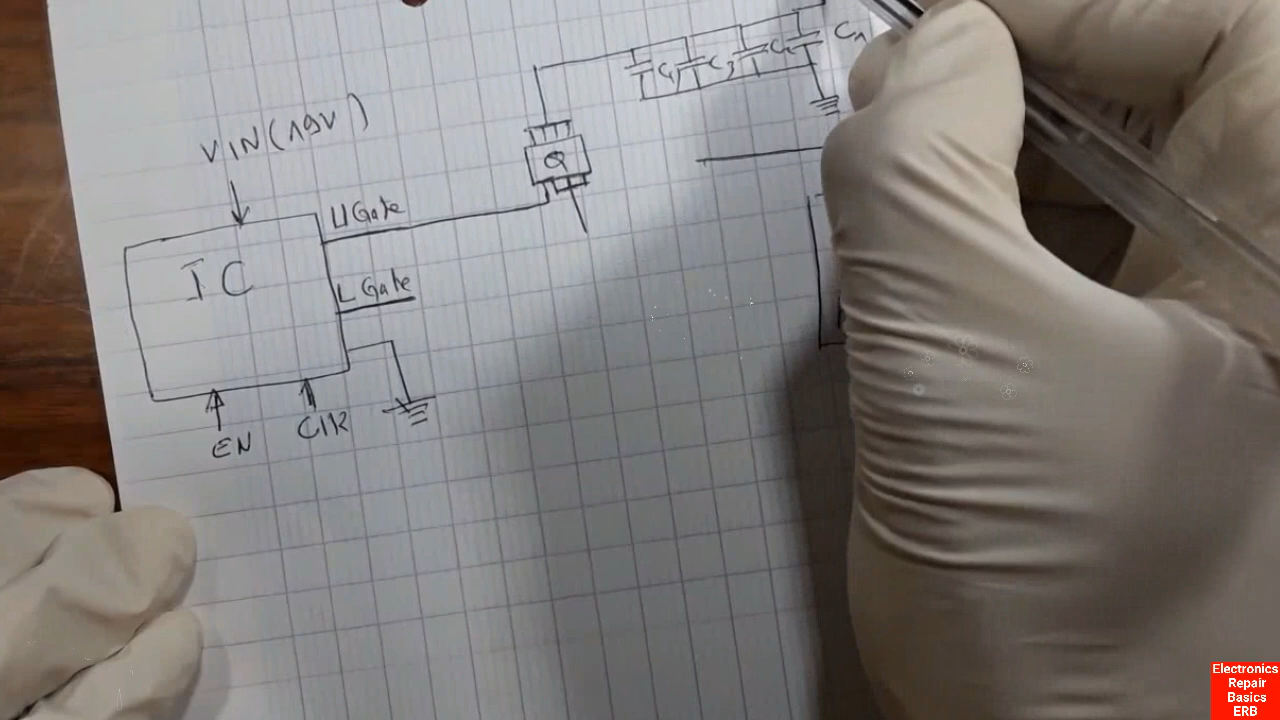 VIN(19V)
IC
UGate
LGate
EN
Clk
Q
C1
C3
C2
Cn
Electronics
Repair
Basics
ERB